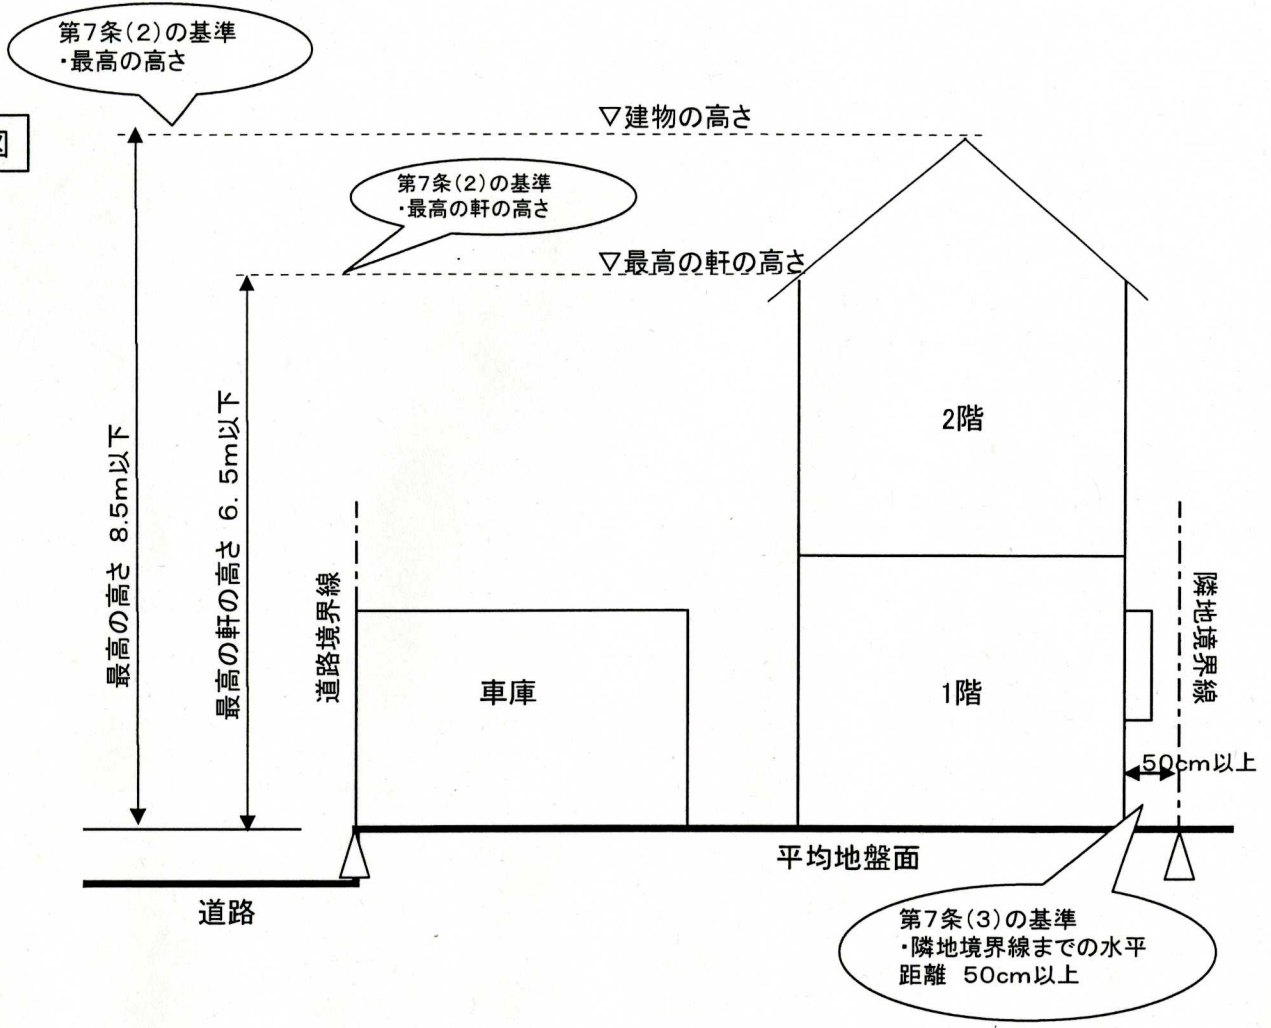 第7条(2)の基準
・最高の高さ
図
▽建物の高さ
第7条(2)の基準
・最高の軒の高さ
▽最高の軒の高さ
最高の高さ 8.5m以下
最高の軒の高さ 6.5m以下
道路境界線
車庫
2階
1階
隣地境界線
50cm以上
平均地盤面
道路
第7条(3)の基準
・隣地境界線までの水平
距離 50cm以上